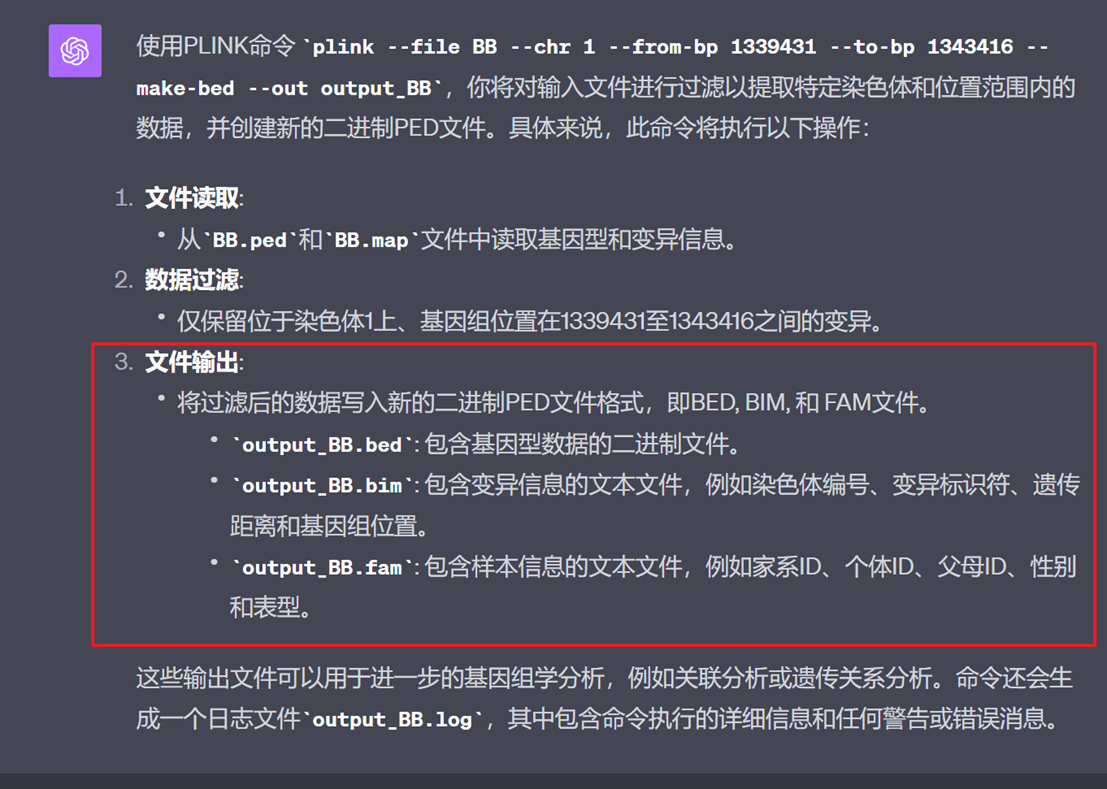 使用PLINK命令 `plink --file BB --chr 1 --from-bp 1339431 --to-bp 1343416 --
make-bed --out output_BB`，你将对输入文件进行过滤以提取特定染色体和位置范围内的
数据，并创建新的二进制PED文件。具体来说，此命令将执行以下操作：
1. 文件读取:
• 从`BB.ped`和`BB.map`文件中读取基因型和变异信息。
2. 数据过滤:
• 仅保留位于染色体1上、基因组位置在1339431至1343416之间的变异。
3. 文件输出:
• 将过滤后的数据写入新的二进制PED文件格式，即BED, BIM, 和 FAM文件。
• `output_BB.bed`: 包含基因型数据的二进制文件。
• `output_BB.bim`: 包含变异信息的文本文件，例如染色体编号、变异标识符、遗传
距离和基因组位置。
• `output_BB.fam`: 包含样本信息的文本文件，例如家系ID、个体ID、父母ID、性别
和表型。
这些输出文件可以用于进一步的基因组学分析，例如关联分析或遗传关系分析。命令还会生
成一个日志文件`output_BB.log`，其中包含命令执行的详细信息和任何警告或错误消息。